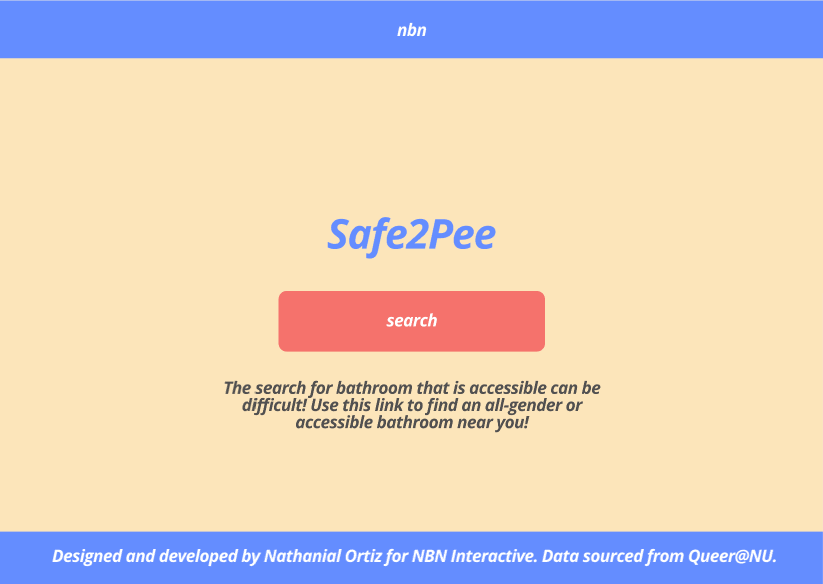 nbn
Safe2Pee
search
The search for bathroom that is accessible can be
difficult! Use this link to find an all-gender or
accessible bathroom near you!
Designed and developed by Nathanial Ortiz for NBN Interactive. Data sourced from Queer@NU.